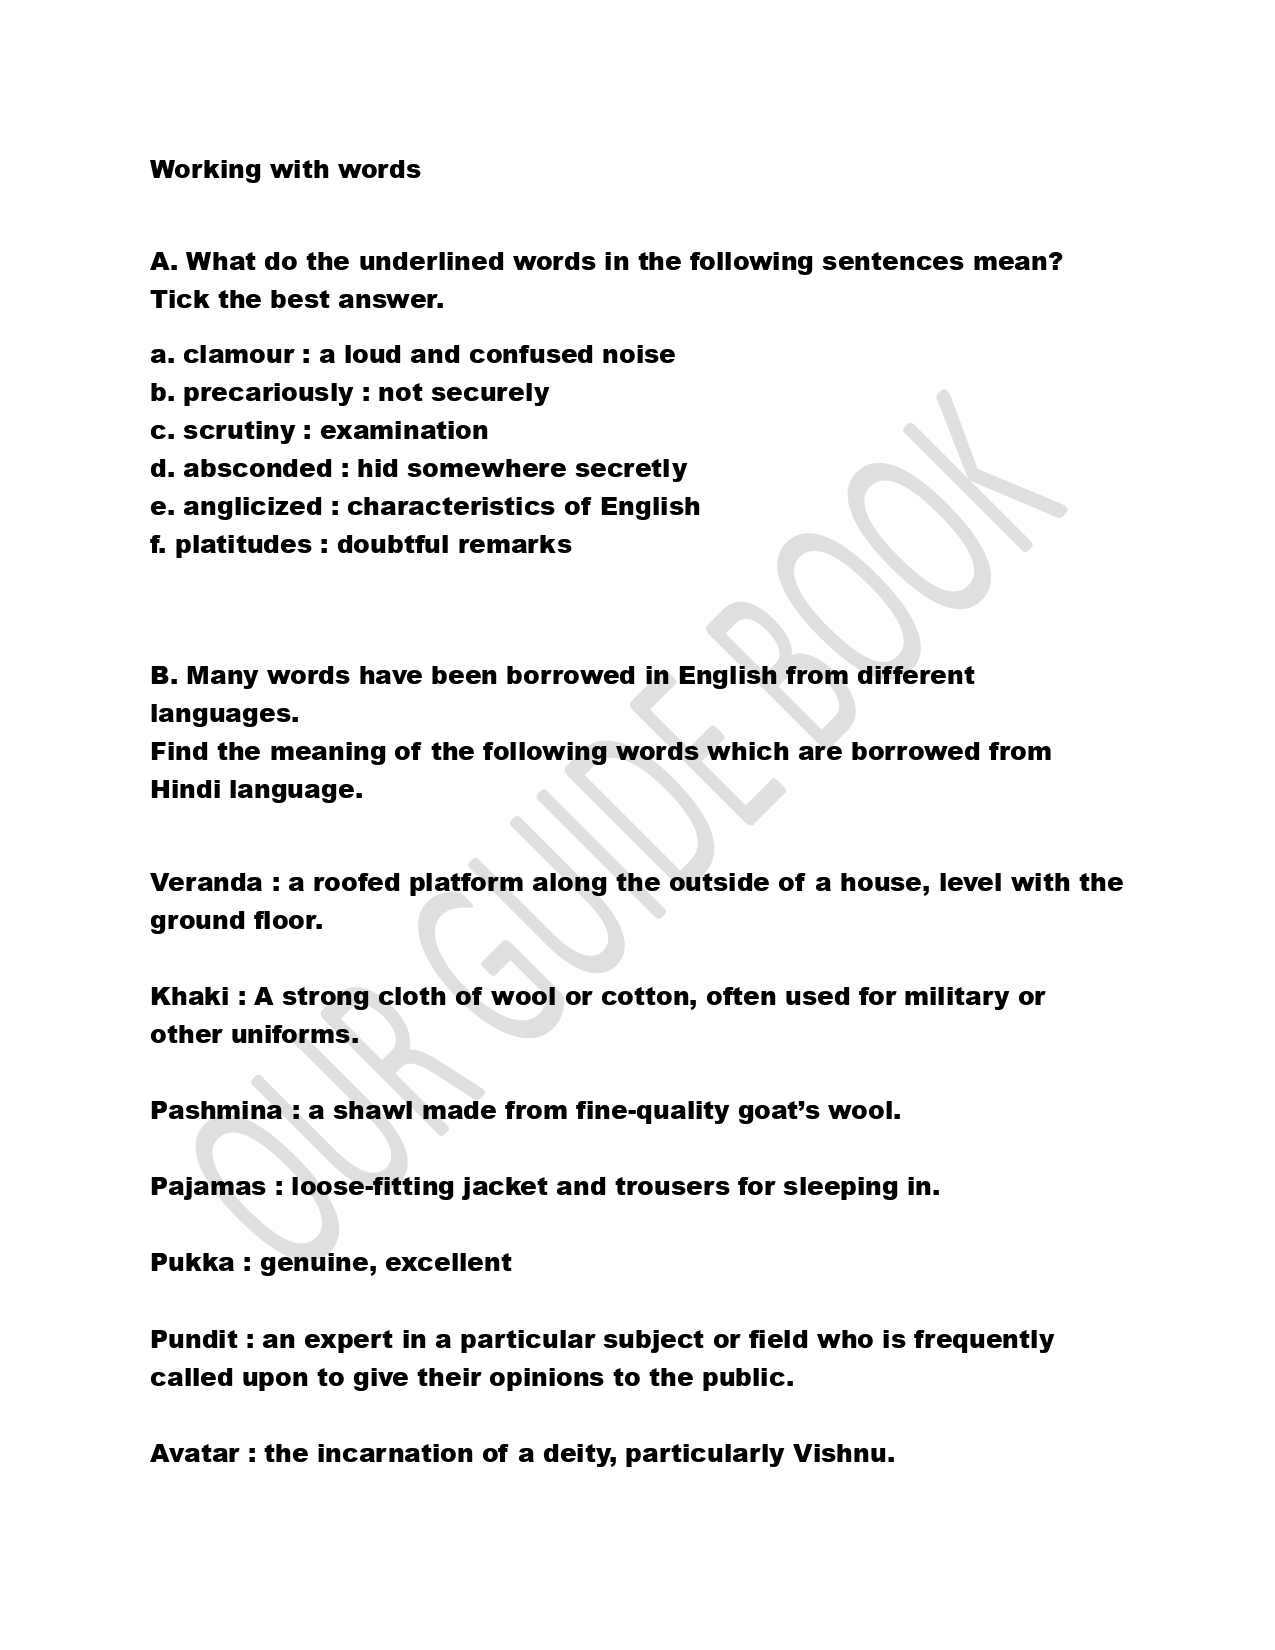 Working with words
A. What do the underlined words in the following sentences mean?
Tick the best answer.
a. clamour : a loud and confused noise
b. precariously : not securely
c. scrutiny : examination
d. absconded : hid somewhere secretly
e. anglicized : characteristics of English
f. platitudes : doubtful remarks
B. Many words have been borrowed in English from different
languages.
Find the meaning of the following words which are borrowed from
Hindi language.
Veranda : a roofed platform along the outside of a house, level with the
ground floor.
Khaki : A strong cloth of wool or cotton, often used for military or
other uniforms.
Pashmina : a shawl made from fine-quality goat’s wool.
Pajamas : loose-fitting jacket and trousers for sleeping in.
Pukka : genuine, excellent
Pundit : an expert in a particular subject or field who is frequently
called upon to give their opinions to the public.
Avatar : the incarnation of a deity, particularly Vishnu.
OUR GUIDE BOOK